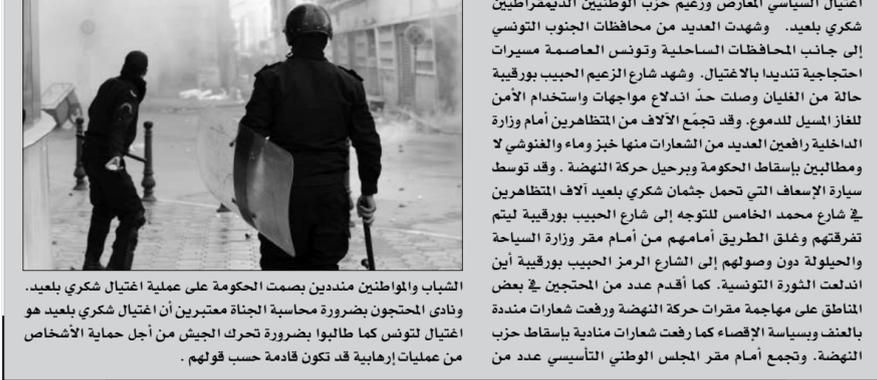 اغتيال السياسي المعارض وزعيم حزب الوطنيين الديمقراطيين
شكري بلعيد. وشهدت العديد من محافظات الجنوب التونسي
إلى جانب المحافظات الساحلية وتونس العاصمة مسيرات
احتجاجية تنديدا بالاغتيال. وشهد شارع الزعيم الحبيب بورقيبة
حالة من الغليان وصلت حدّ اندلاع مواجهات واستخدام الأمن
للغاز المسيل للدموع. وقد تجمّع الآلاف من المتظاهرين أمام وزارة
الداخلية رافعين العديد من الشعارات منها خبز وماء والغنوشي لا
ومطالبين بإسقاط الحكومة وبرحيل حركة النهضة . وقد توسط
سيارة الإسعاف التي تحمل جثمان شكري بلعيد آلاف المتظاهرين
في شارع محمد الخامس للتوجه إلى شارع الحبيب بورقيبة ليتم
تفرقتهم وغلق الطريق أمامهم من أمام مقر وزارة السياحة
والحيلولة دون وصولهم إلى الشارع الرمز الحبيب بورقيبة أين
اندلعت الثورة التونسية. كما أقدم عدد من المحتجين في بعض
المناطق على مهاجمة مقرات حركة النهضة ورفعت شعارات منددة
بالعنف وبسياسة الإقصاء كما رفعت شعارات منادية بإسقاط حزب
النهضة. وتجمع أمام مقر المجلس الوطني التأسيسي عدد من
الشباب والمواطنين منددين بصمت الحكومة على عملية اغتيال شكري بلعيد.
ونادى المحتجون بضرورة محاسبة الجناة معتبرين أن اغتيال شكري بلعيد هو
اغتيال لتونس كما طالبوا بضرورة تحرك الجيش من أجل حماية الأشخاص
من عمليات إرهابية قد تكون قادمة حسب قولهم .